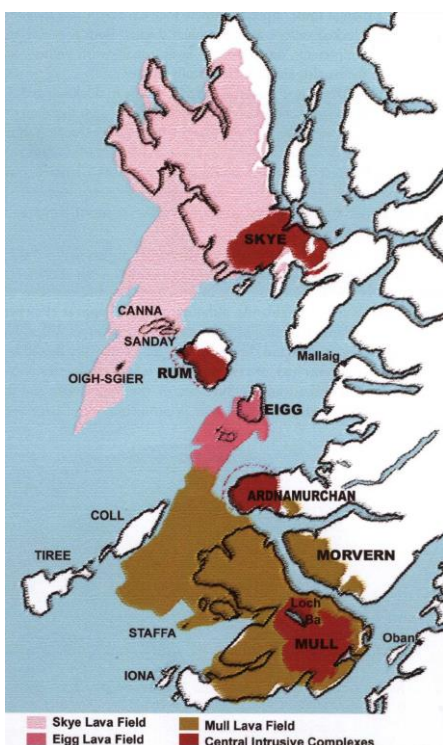 SKYE
CANNA
SANDAY
Mallaig
OIGH-SGIER
RUM
EIGG
ARDNAMURCHAN
COLL
TIREE
MORVERN
Loch
Ba
STAFFA
MULL
Oban
IONA
Skye Lava Field
Mull Lava Field
Eigg Lava Field
Central Intrusive Complexes